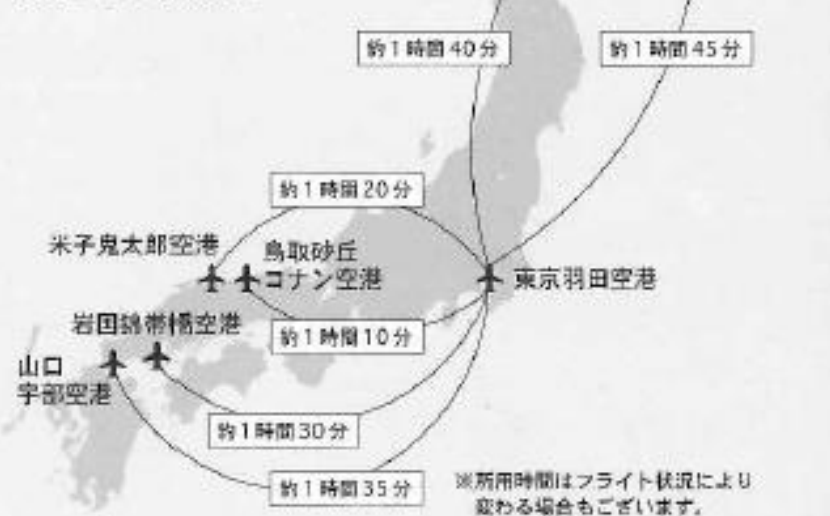 約1時間40分
約1時間45分
約1時間20分
米子鬼太郎空港
鳥取砂丘
コナン空港
東京羽田空港
約1時間10分
岩国錦帯橋空港
山口
宇部空港
約1時間30分
約1時間35分
※所用時間はフライト状況により
変わる場合もございます。